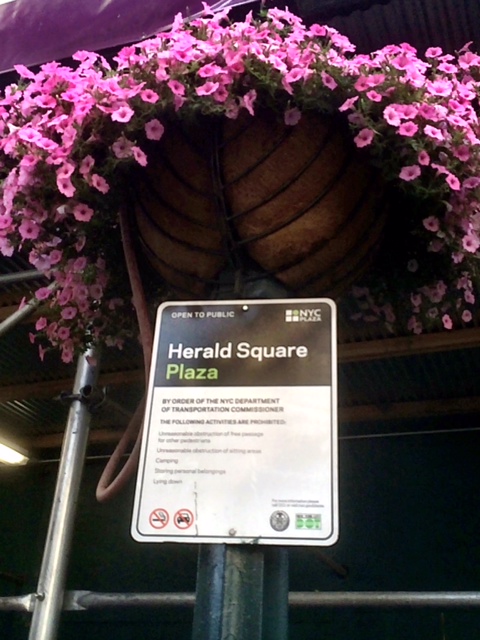 OPEN TO PUBLIC
NYC
PLAZA
Herald Square
Plaza
BY ORDER OF THE NYC DEPARTMENT
OF TRANSPORTATION COMMISSIONER
THE FOLLOWING ACTIVITIES ARE PROHIBITED:
Unreasonable obstruction of free passage
for other pedestrians
Unreasonable obstruction of sitting areas
Camping
Storing personal belongings
Lying down